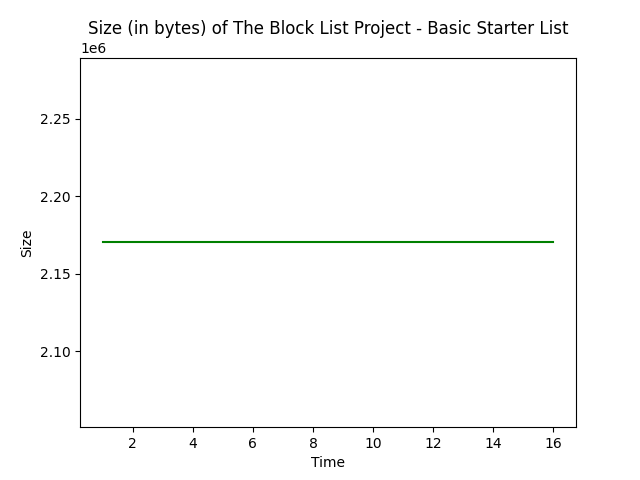 Size (in bytes) of The Block List Project - Basic Starter List
1e6
2.25
2.20
2.15
2.10
Size
2 4 6 8 10 12 14 16
Time